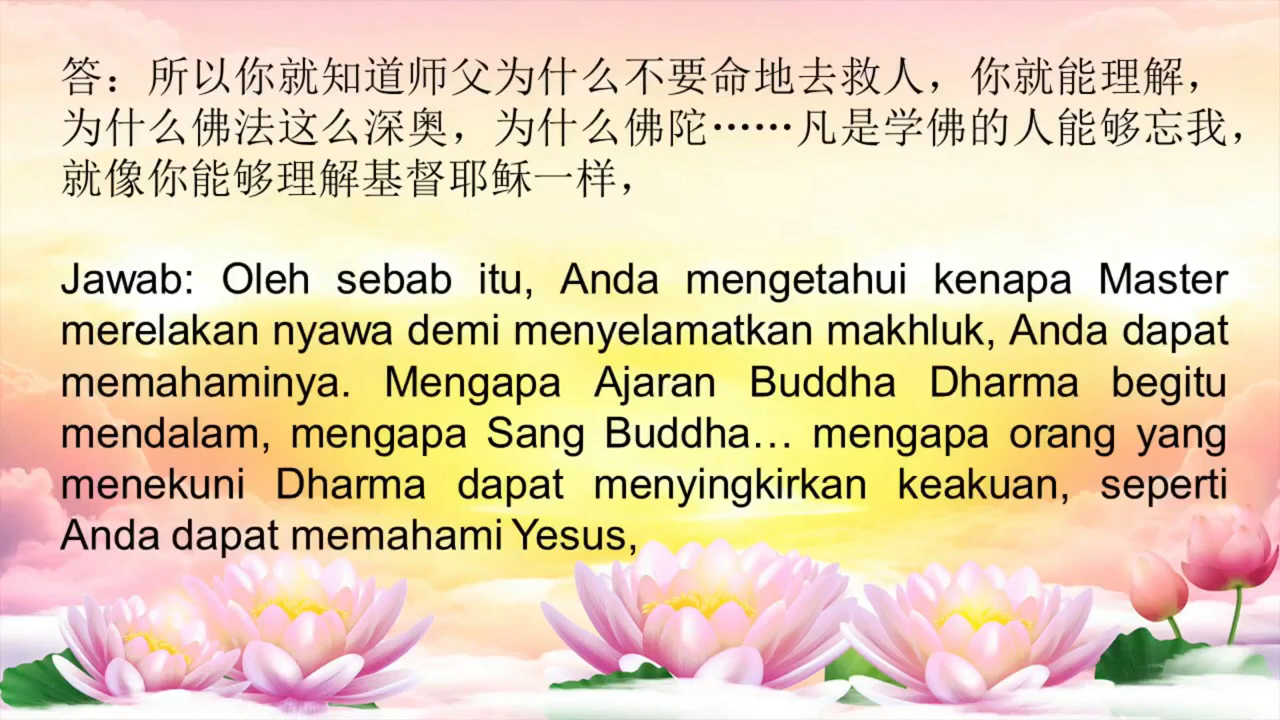 答：所以你就知道师父为什么不要命地去救人，你就能理解，
为什么佛法这么深奥，为什么佛陀……凡是学佛的人能够忘我，
就像你能够理解基督耶稣一样，
Jawab: Oleh sebab itu, Anda mengetahui kenapa Master
merelakan nyawa demi menyelamatkan makhluk, Anda dapat
memahaminya. Mengapa Ajaran Buddha Dharma begitu
mendalam, mengapa Sang Buddha… mengapa orang yang
menekuni Dharma dapat menyingkirkan keakuan, seperti
Anda dapat memahami Yesus,